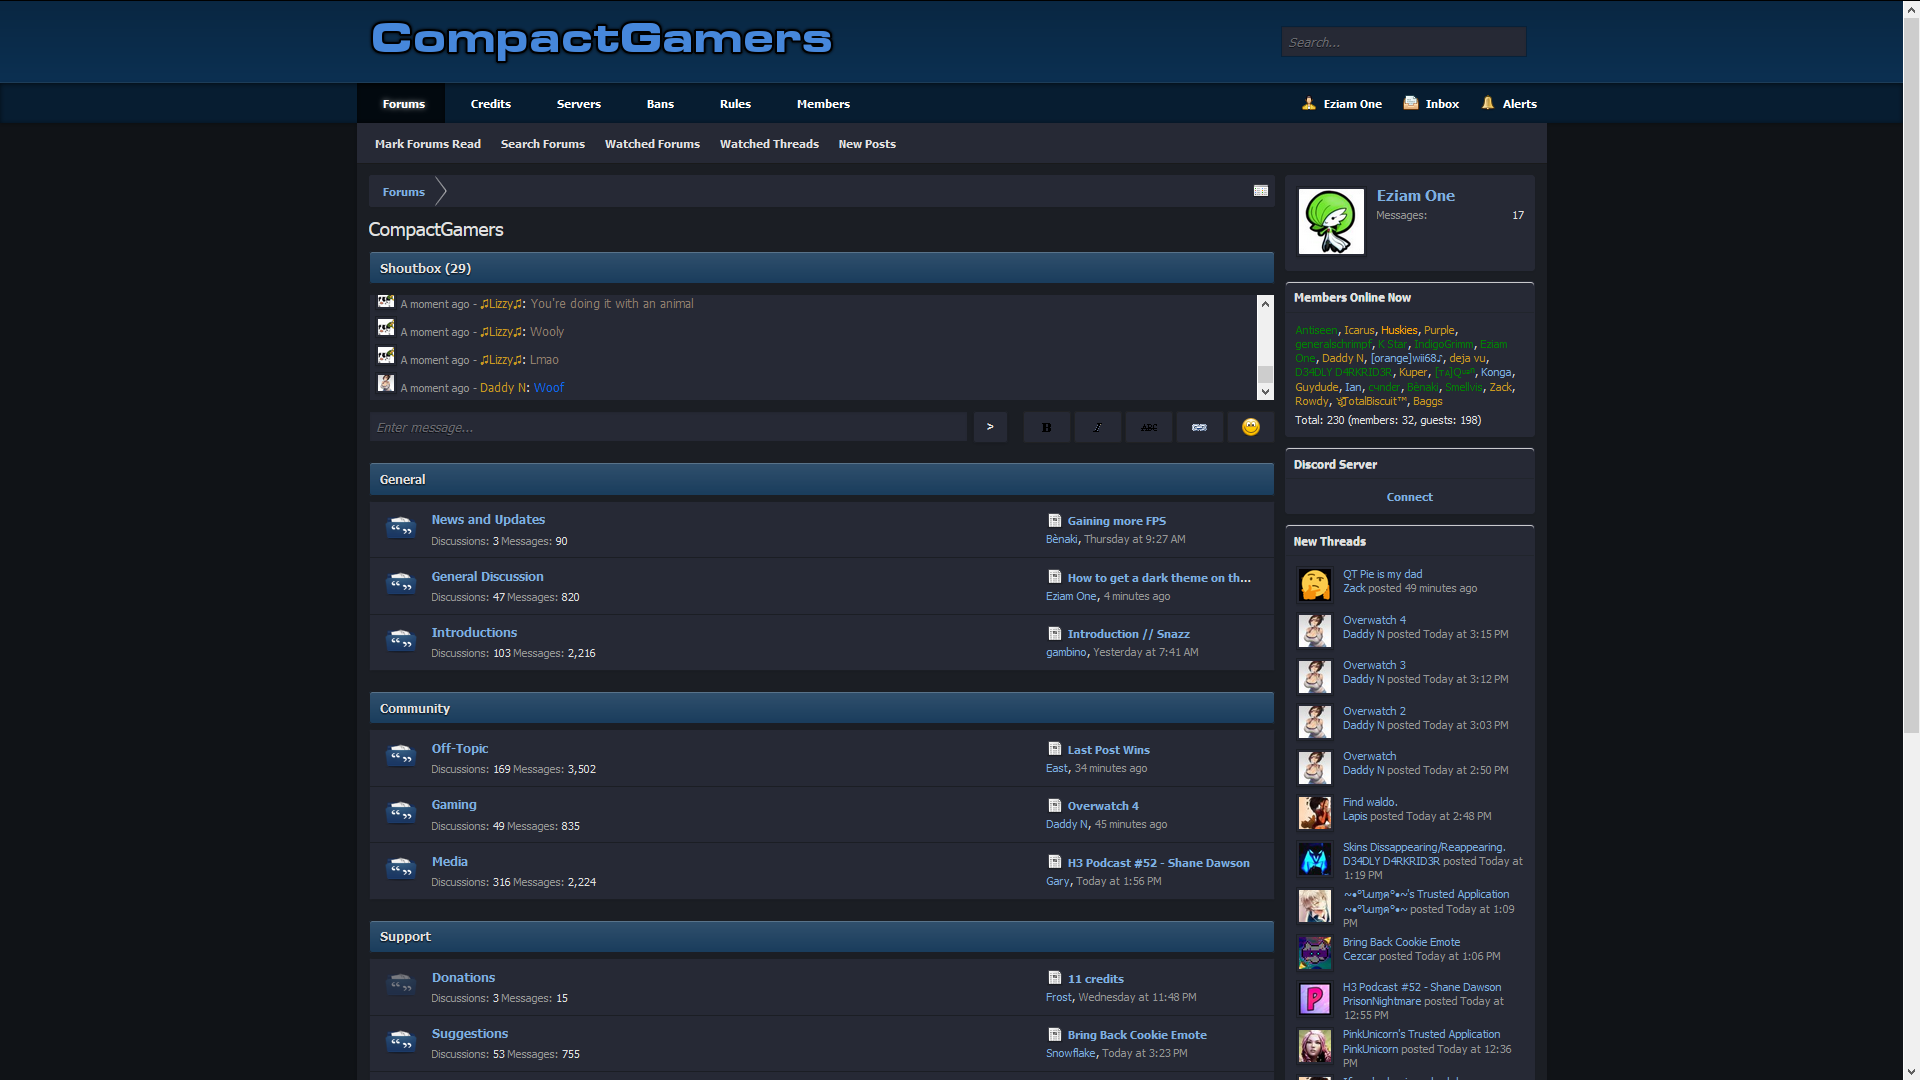 CompactGamers
Search...
Forums
Credits
Servers
Bans
Rules
Members
Eziam One
Inbox
Alerts
Mark Forums Read
Search Forums
Watched Forums
Watched Threads
New Posts
Forums
CompactGamers
Shoutbox (29)
A moment ago - ♫Lizzy♫: You're doing it with an animal
A moment ago - ♫Lizzy♫: Wooly
A moment ago - ♫Lizzy♫: Lmao
A moment ago - Daddy N: Woof
Enter message...
>
B
I
ABC
General
News and Updates
Discussions: 3 Messages: 90
Gaining more FPS
Bènaki, Thursday at 9:27 AM
General Discussion
Discussions: 47 Messages: 820
How to get a dark theme on th...
Eziam One, 4 minutes ago
Introductions
Discussions: 103 Messages: 2,216
Introduction // Snazz
gambino, Yesterday at 7:41 AM
Community
Off-Topic
Discussions: 169 Messages: 3,502
Last Post Wins
East, 34 minutes ago
Gaming
Discussions: 49 Messages: 835
Overwatch 4
Daddy N, 45 minutes ago
Media
Discussions: 316 Messages: 2,224
H3 Podcast #52 - Shane Dawson
Gary, Today at 1:56 PM
Support
Donations
Discussions: 3 Messages: 15
11 credits
Frost, Wednesday at 11:48 PM
Suggestions
Discussions: 53 Messages: 755
Bring Back Cookie Emote
Snowflake, Today at 3:23 PM
Eziam One
Messages: 17
Members Online Now
Antiseen, Icarus, Huskies, Purple,
generalschrimpf, K Star, IndigoGrimm, Eziam
One, Daddy N, [orange]wii68♪, deja vu,
D34DLY D4RKRID3R, Kuper, Konga,
Guydude, Ian, Bènaki, Smellvis, Zack,
Rowdy, TotalBiscuit™, Baggs
Total: 230 (members: 32, guests: 198)
Discord Server
Connect
New Threads
QT Pie is my dad
Zack posted 49 minutes ago
Overwatch 4
Daddy N posted Today at 3:15 PM
Overwatch 3
Daddy N posted Today at 3:12 PM
Overwatch 2
Daddy N posted Today at 3:03 PM
Overwatch
Daddy N posted Today at 2:50 PM
Find waldo.
Lapis posted Today at 2:48 PM
Skins Dissappearing/Reappearing.
D34DLY D4RKRID3R posted Today at
1:19 PM
Trusted Application
posted Today at 1:09
PM
Bring Back Cookie Emote
Cezcar posted Today at 1:06 PM
H3 Podcast #52 - Shane Dawson
PrisonNightmare posted Today at
12:55 PM
PinkUnicorn's Trusted Application
PinkUnicorn posted Today at 12:36
PM